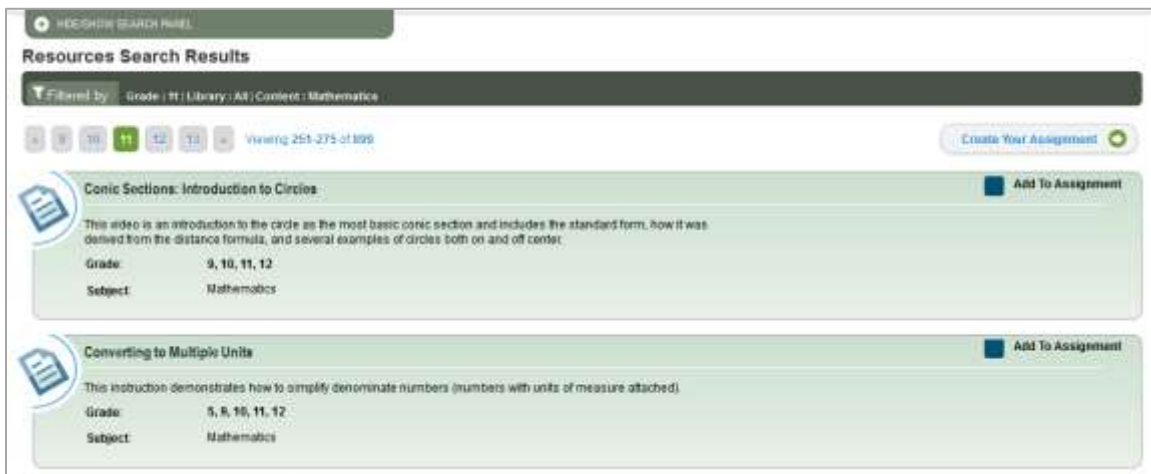 HIDE/SHOW SEARCH PANEL
Resources Search Results
Filtered by Grade : 11 | Library : All | Content : Mathematics
« 9 10 11 12 13 » Viewing 251-275 of 899 Create Your Assignment
Conic Sections: Introduction to Circles Add To Assignment
This video is an introduction to the circle as the most basic conic section and includes the standard form, how it was
derived from the distance formula, and several examples of circles both on and off center.
Grade: 9, 10, 11, 12
Subject: Mathematics
Converting to Multiple Units Add To Assignment
This instruction demonstrates how to simplify denominate numbers (numbers with units of measure attached).
Grade: 10, 11, 12
Subject: Mathematics